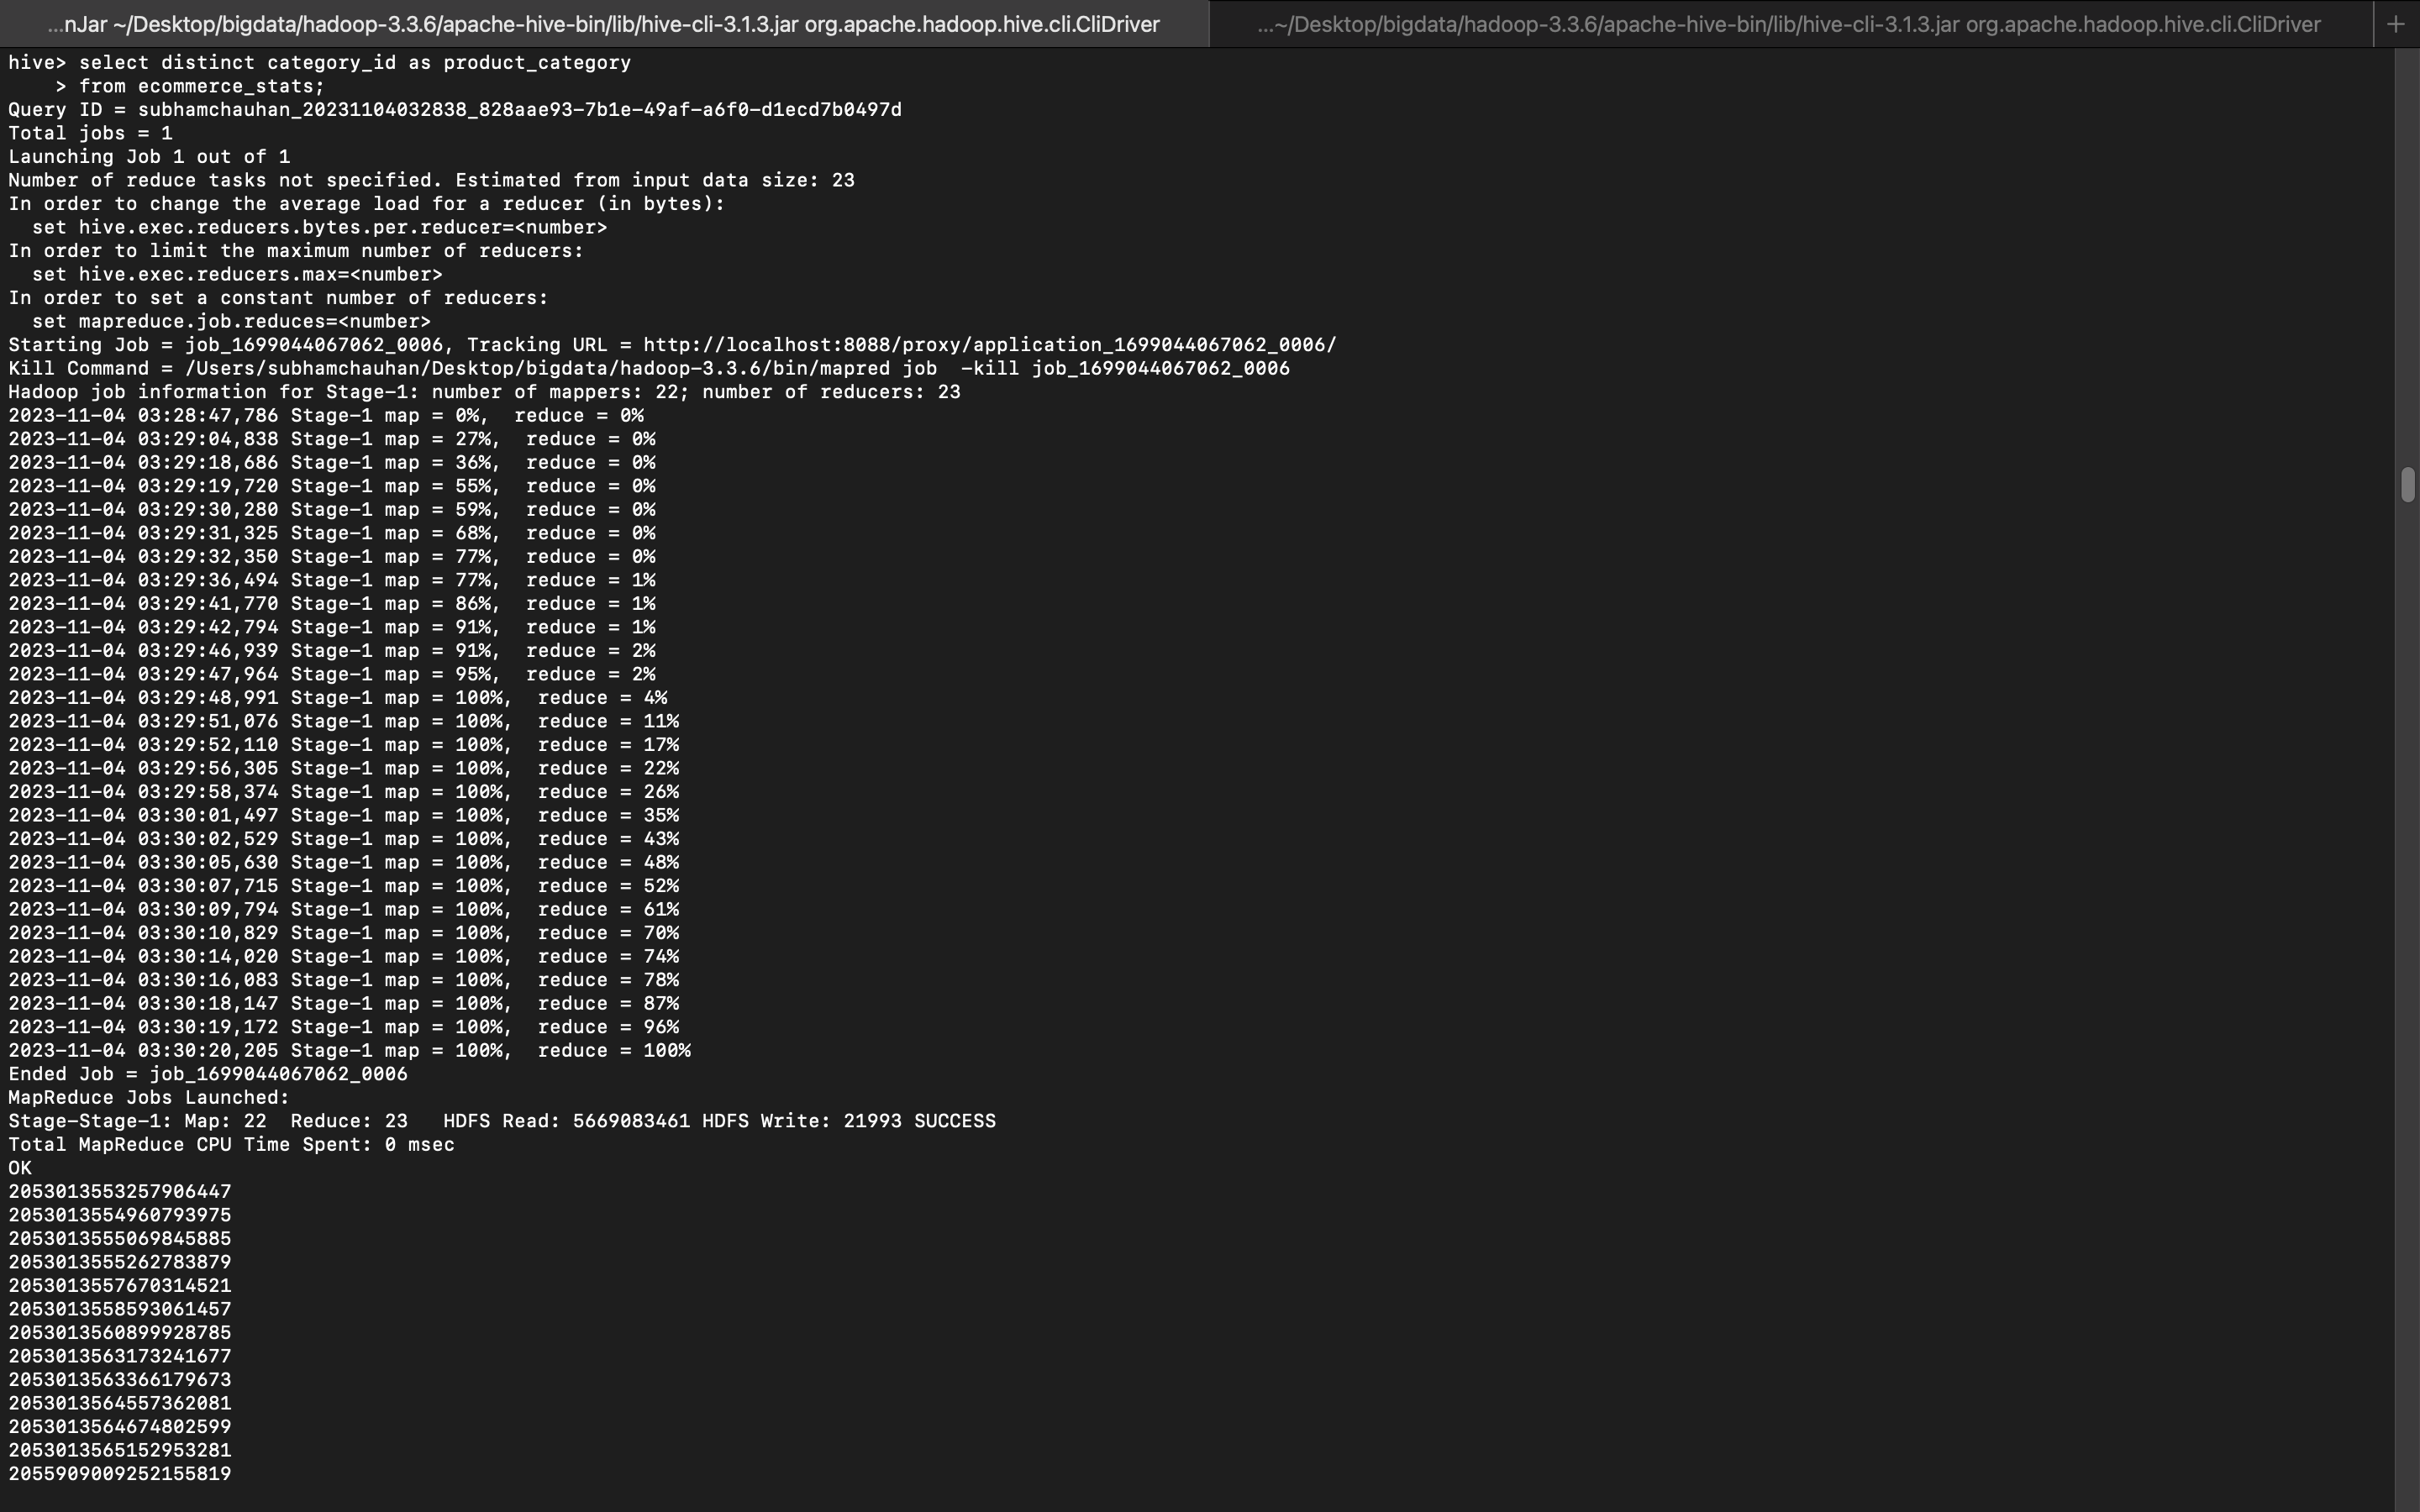 ...nJar ~/Desktop/bigdata/hadoop-3.3.6/apache-hive-bin/lib/hive-cli-3.1.3.jar org.apache.hadoop.hive.cli.CliDriver
...~/Desktop/bigdata/hadoop-3.3.6/apache-hive-bin/lib/hive-cli-3.1.3.jar org.apache.hadoop.hive.cli.CliDriver +
hive> select distinct category_id as product_category
    > from ecommerce_stats;
Query ID = subhamchauhan_20231104032838_828aae93-7b1e-49af-a6f0-d1ecd7b0497d
Total jobs = 1
Launching Job 1 out of 1
Number of reduce tasks not specified. Estimated from input data size: 23
In order to change the average load for a reducer (in bytes):
  set hive.exec.reducers.bytes.per.reducer=<number>
In order to limit the maximum number of reducers:
  set hive.exec.reducers.max=<number>
In order to set a constant number of reducers:
  set mapreduce.job.reduces=<number>
Starting Job = job_1699044067062_0006, Tracking URL = http://localhost:8088/proxy/application_1699044067062_0006/
Kill Command = /Users/subhamchauhan/Desktop/bigdata/hadoop-3.3.6/bin/mapred job  -kill job_1699044067062_0006
Hadoop job information for Stage-1: number of mappers: 22; number of reducers: 23
2023-11-04 03:28:47,786 Stage-1 map = 0%,  reduce = 0%
2023-11-04 03:29:04,838 Stage-1 map = 27%,  reduce = 0%
2023-11-04 03:29:18,686 Stage-1 map = 36%,  reduce = 0%
2023-11-04 03:29:19,720 Stage-1 map = 55%,  reduce = 0%
2023-11-04 03:29:30,280 Stage-1 map = 59%,  reduce = 0%
2023-11-04 03:29:31,325 Stage-1 map = 68%,  reduce = 0%
2023-11-04 03:29:32,350 Stage-1 map = 77%,  reduce = 0%
2023-11-04 03:29:36,494 Stage-1 map = 77%,  reduce = 1%
2023-11-04 03:29:41,770 Stage-1 map = 86%,  reduce = 1%
2023-11-04 03:29:42,794 Stage-1 map = 91%,  reduce = 1%
2023-11-04 03:29:46,939 Stage-1 map = 91%,  reduce = 2%
2023-11-04 03:29:47,964 Stage-1 map = 95%,  reduce = 2%
2023-11-04 03:29:48,991 Stage-1 map = 100%,  reduce = 4%
2023-11-04 03:29:51,076 Stage-1 map = 100%,  reduce = 11%
2023-11-04 03:29:52,110 Stage-1 map = 100%,  reduce = 17%
2023-11-04 03:29:56,305 Stage-1 map = 100%,  reduce = 22%
2023-11-04 03:29:58,374 Stage-1 map = 100%,  reduce = 26%
2023-11-04 03:30:01,497 Stage-1 map = 100%,  reduce = 35%
2023-11-04 03:30:02,529 Stage-1 map = 100%,  reduce = 43%
2023-11-04 03:30:05,630 Stage-1 map = 100%,  reduce = 48%
2023-11-04 03:30:07,715 Stage-1 map = 100%,  reduce = 52%
2023-11-04 03:30:09,794 Stage-1 map = 100%,  reduce = 61%
2023-11-04 03:30:10,829 Stage-1 map = 100%,  reduce = 70%
2023-11-04 03:30:14,020 Stage-1 map = 100%,  reduce = 74%
2023-11-04 03:30:16,083 Stage-1 map = 100%,  reduce = 78%
2023-11-04 03:30:18,147 Stage-1 map = 100%,  reduce = 87%
2023-11-04 03:30:19,172 Stage-1 map = 100%,  reduce = 96%
2023-11-04 03:30:20,205 Stage-1 map = 100%,  reduce = 100%
Ended Job = job_1699044067062_0006
MapReduce Jobs Launched:
Stage-Stage-1: Map: 22  Reduce: 23   HDFS Read: 5669083461 HDFS Write: 21993 SUCCESS
Total MapReduce CPU Time Spent: 0 msec
OK
2053013553257906447
2053013554960793975
2053013555069845885
2053013555262783879
2053013557670314521
2053013558593061457
2053013560899928785
2053013563173241677
2053013563366179673
2053013564557362081
2053013564674802599
2053013565152953281
2055909009252155819